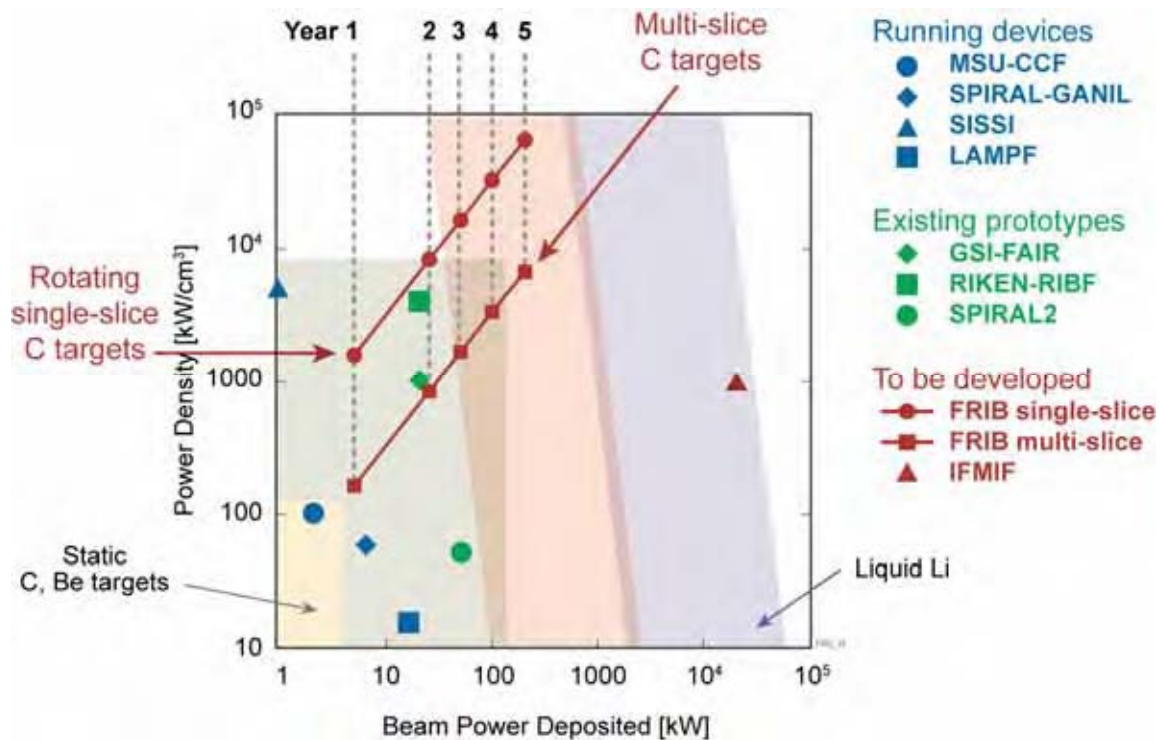 Year 1 2 3 4 5
Multi-slice
C targets
Rotating
single-slice
C targets
Static
C, Be targets
Liquid Li
Power Density [kW/cm³]
10⁵
10⁴
1000
100
10
1 10 100 1000 10⁴ 10⁵
Beam Power Deposited [kW]
Running devices
MSU-CCF
SPIRAL-GANIL
SISSI
LAMPF
Existing prototypes
GSI-FAIR
RIKEN-RIBF
SPIRAL2
To be developed
FRIB single-slice
FRIB multi-slice
IFMIF